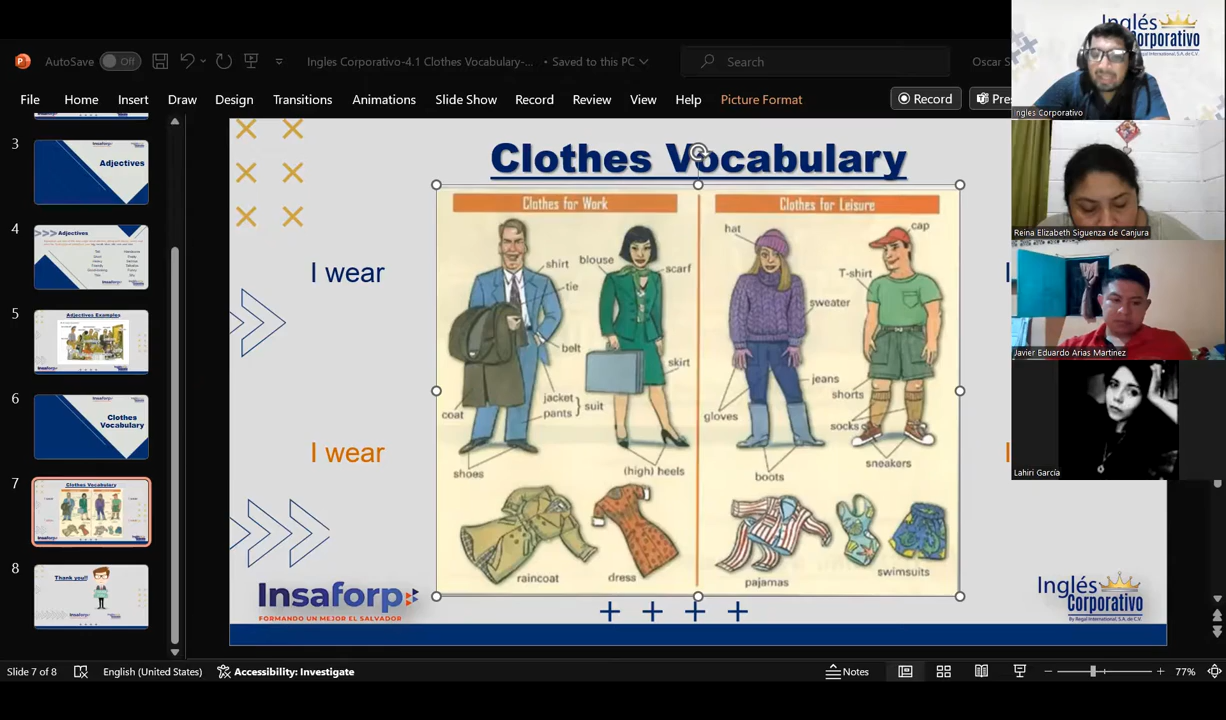 AutoSave Off
Ingles Corporativo-4.1 Clothes Vocabulary-... • Saved to this PC
Search
Oscar S
File Home Insert Draw Design Transitions Animations Slide Show Record Review View Help Picture Format
Record
Pre
3
Adjectives
4
Adjectives
5
Adjectives Examples
6
Clothes
Vocabulary
7
Clothes Vocabulary
8
Thank you!!
Clothes Vocabulary
Clothes for Work
Clothes for Leisure
I wear
I wear
I
I
shirt
blouse
scarf
tie
belt
skirt
jacket
pants
suit
coat
shoes
(high) heels
raincoat
dress
hat
cap
T-shirt
sweater
jeans
shorts
gloves
socks
sneakers
boots
pajamas
swimsuits
Insaforp
FORMANDO UN MEJOR EL SALVADOR
Inglés
Corporativo
By Regal International, S.A. de C.V.
Inglés
Corporativo
Ingles Corporativo
Reina Elizabeth Siguenza de Canjura
Javier Eduardo Arias Martinez
Lahiri García
Slide 7 of 8
English (United States)
Accessibility: Investigate
Notes
77%